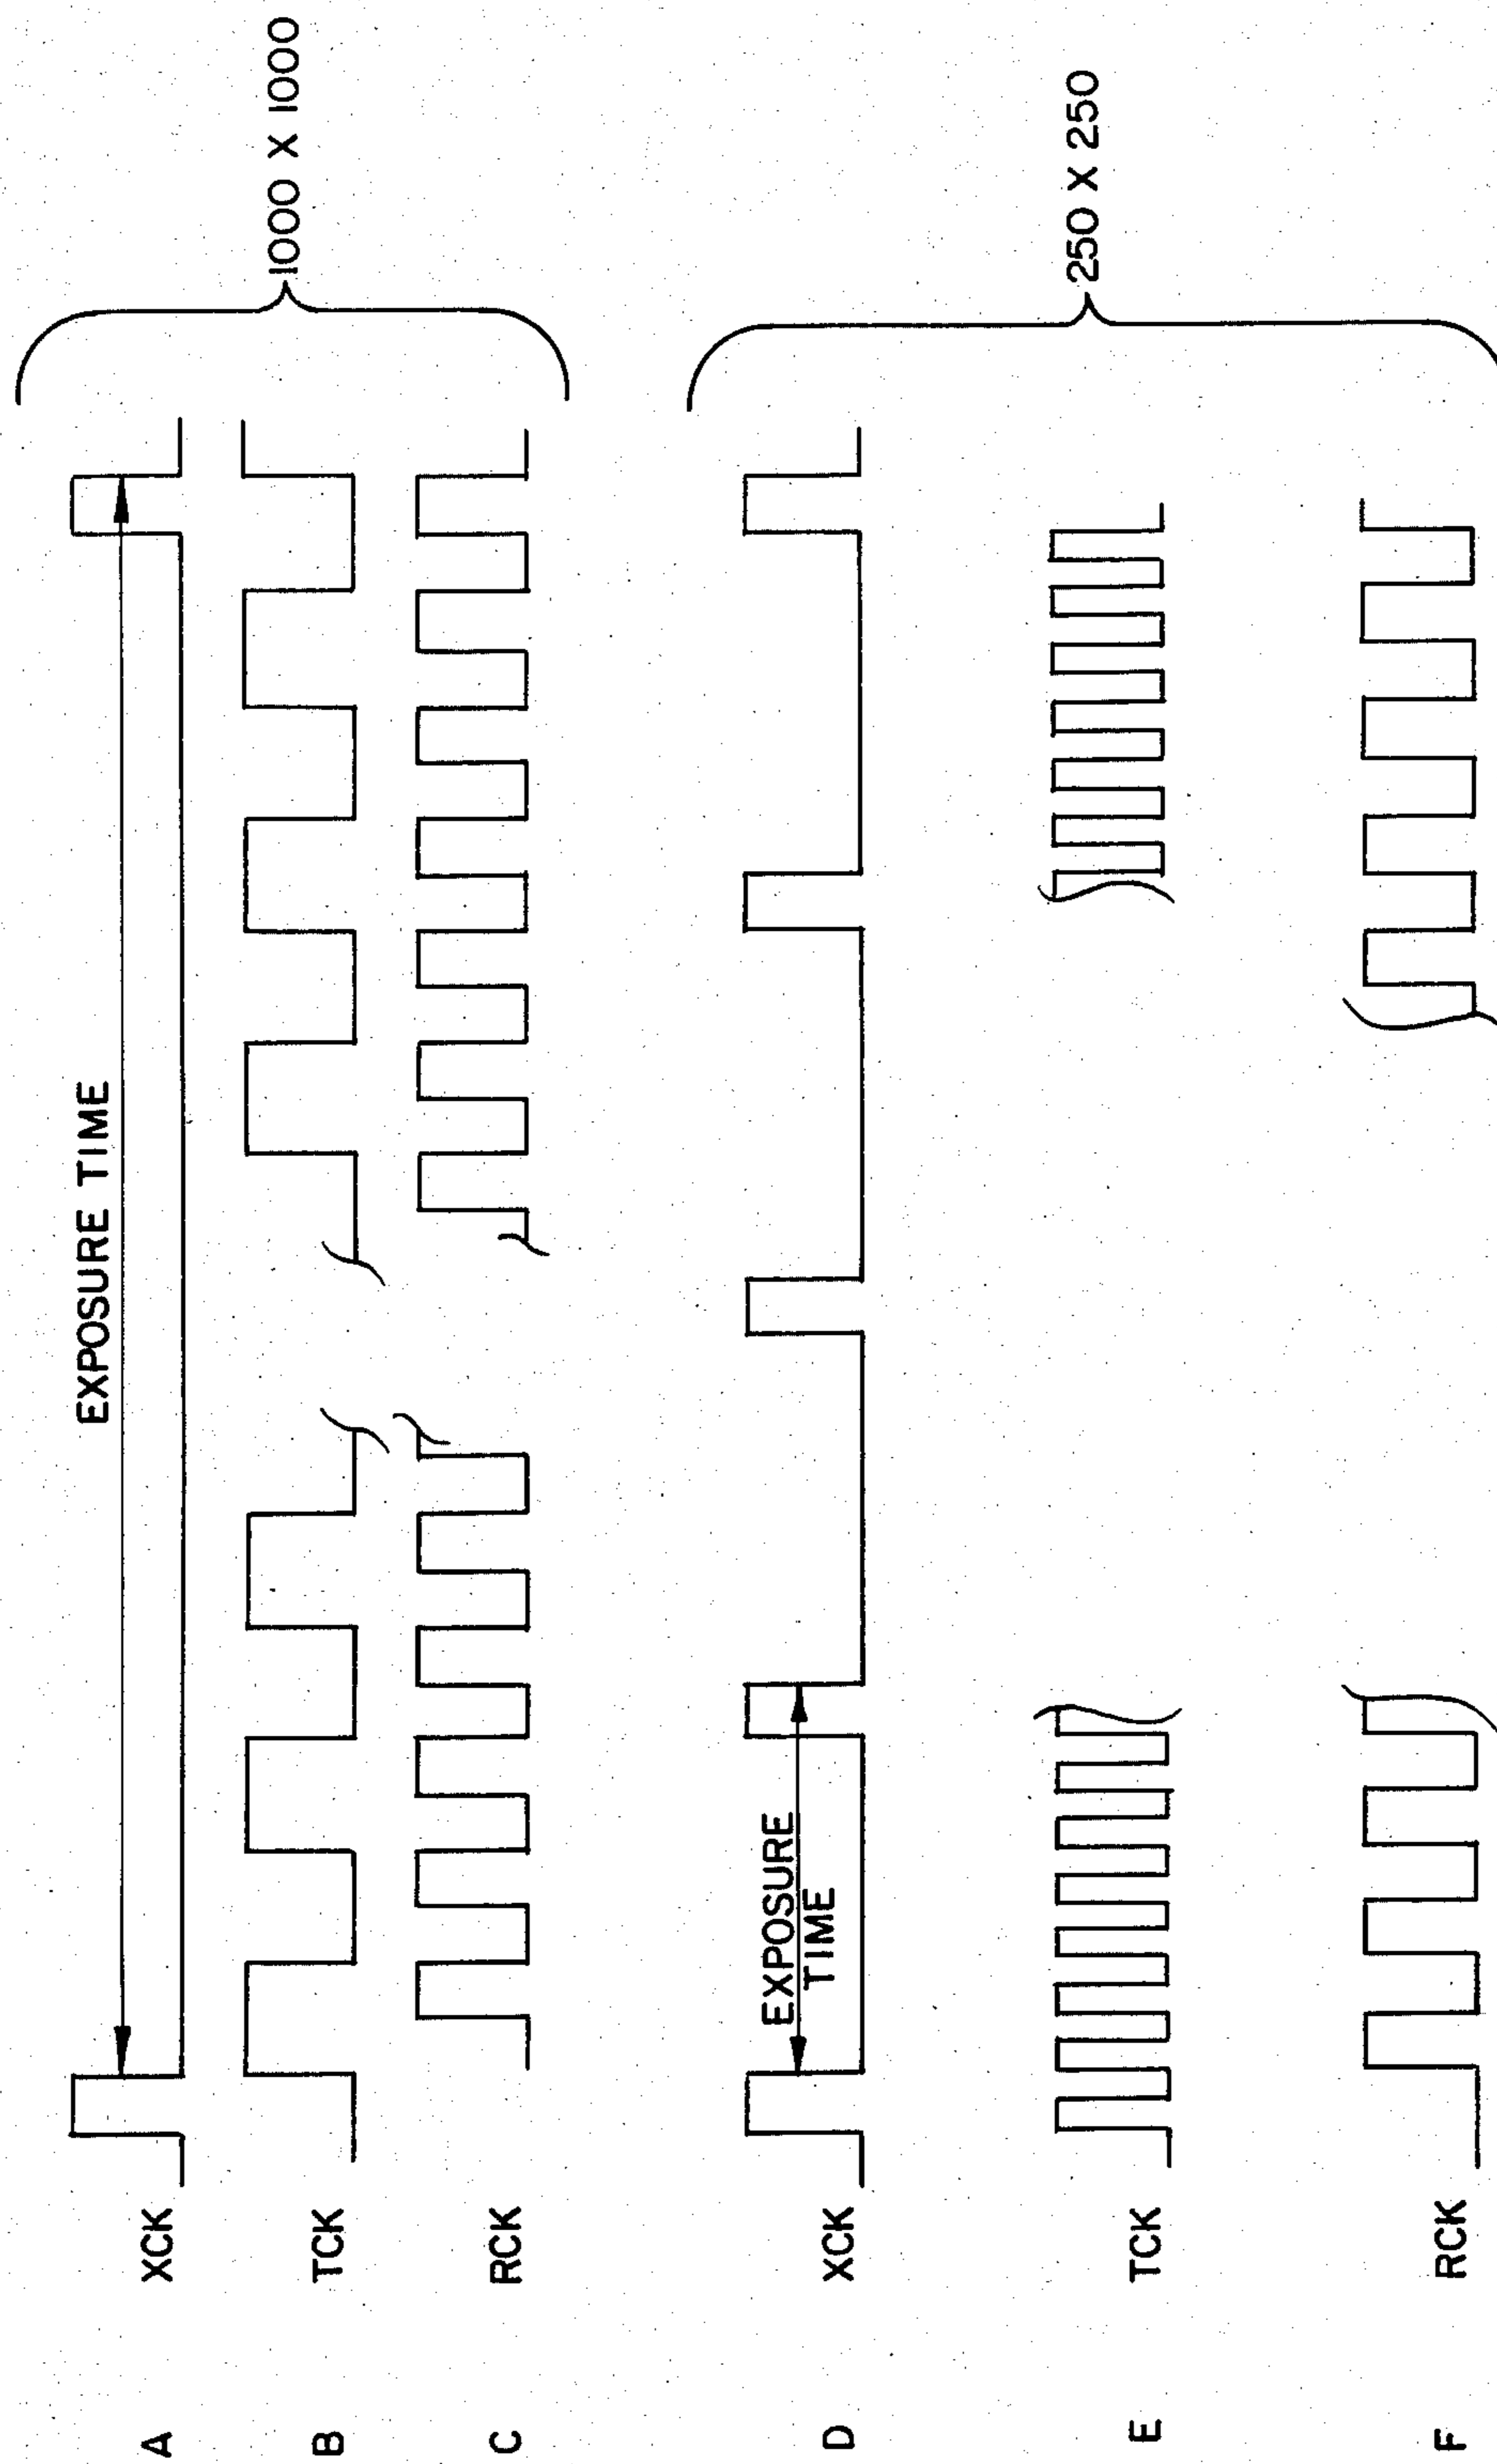 A XCK EXPOSURE TIME
B TCK
C RCK
1000 X 1000
D XCK EXPOSURE
TIME
E TCK
F RCK
250 X 250